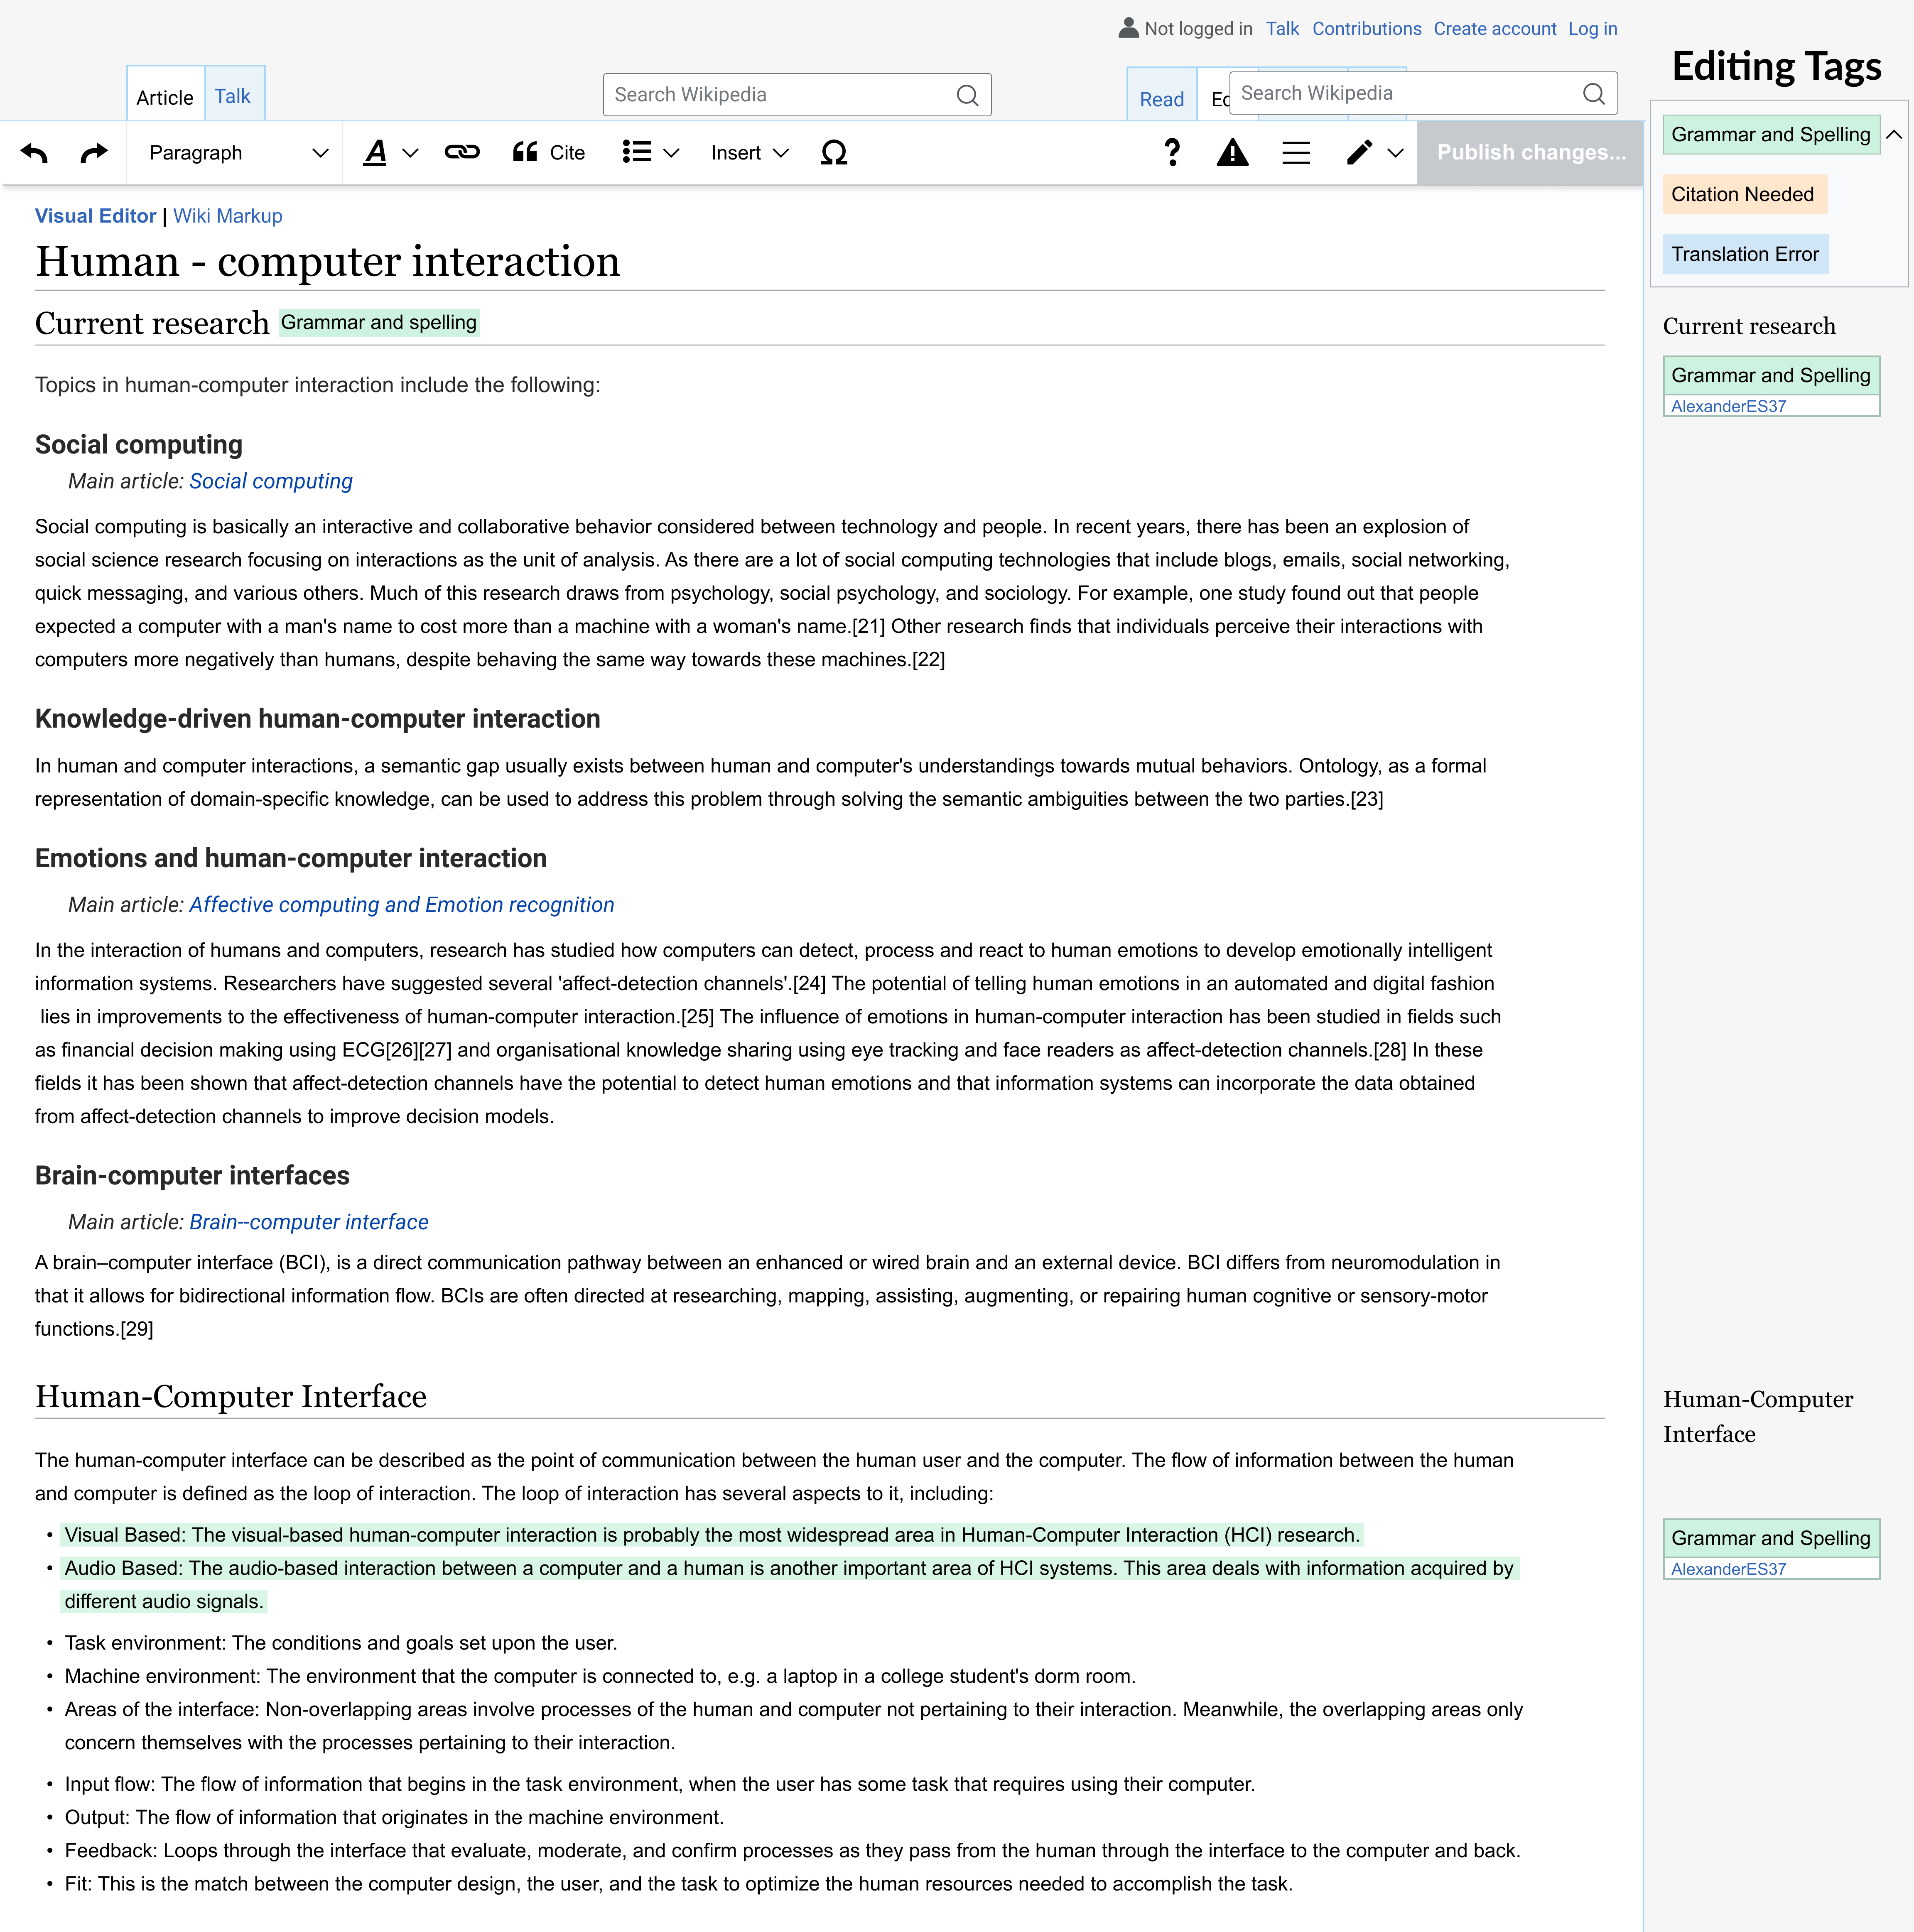 Not logged in Talk Contributions Create account Log in
Editing Tags
Article Talk
Search Wikipedia
Read
Search Wikipedia
Paragraph
A
Cite
Insert
Ω
?
Publish changes...
Grammar and Spelling
Citation Needed
Translation Error
Visual Editor | Wiki Markup
Human - computer interaction
Current research Grammar and spelling
Current research
Grammar and Spelling
AlexanderES37
Topics in human-computer interaction include the following:
Social computing
Main article: Social computing
Social computing is basically an interactive and collaborative behavior considered between technology and people. In recent years, there has been an explosion of
social science research focusing on interactions as the unit of analysis. As there are a lot of social computing technologies that include blogs, emails, social networking,
quick messaging, and various others. Much of this research draws from psychology, social psychology, and sociology. For example, one study found out that people
expected a computer with a man's name to cost more than a machine with a woman's name.[21] Other research finds that individuals perceive their interactions with
computers more negatively than humans, despite behaving the same way towards these machines.[22]
Knowledge-driven human-computer interaction
In human and computer interactions, a semantic gap usually exists between human and computer's understandings towards mutual behaviors. Ontology, as a formal
representation of domain-specific knowledge, can be used to address this problem through solving the semantic ambiguities between the two parties.[23]
Emotions and human-computer interaction
Main article: Affective computing and Emotion recognition
In the interaction of humans and computers, research has studied how computers can detect, process and react to human emotions to develop emotionally intelligent
information systems. Researchers have suggested several 'affect-detection channels'.[24] The potential of telling human emotions in an automated and digital fashion
lies in improvements to the effectiveness of human-computer interaction.[25] The influence of emotions in human-computer interaction has been studied in fields such
as financial decision making using ECG[26][27] and organisational knowledge sharing using eye tracking and face readers as affect-detection channels.[28] In these
fields it has been shown that affect-detection channels have the potential to detect human emotions and that information systems can incorporate the data obtained
from affect-detection channels to improve decision models.
Brain-computer interfaces
Main article: Brain--computer interface
A brain–computer interface (BCI), is a direct communication pathway between an enhanced or wired brain and an external device. BCI differs from neuromodulation in
that it allows for bidirectional information flow. BCIs are often directed at researching, mapping, assisting, augmenting, or repairing human cognitive or sensory-motor
functions.[29]
Human-Computer Interface
Human-Computer
Interface
The human-computer interface can be described as the point of communication between the human user and the computer. The flow of information between the human
and computer is defined as the loop of interaction. The loop of interaction has several aspects to it, including:
• Visual Based: The visual-based human-computer interaction is probably the most widespread area in Human-Computer Interaction (HCI) research.
• Audio Based: The audio-based interaction between a computer and a human is another important area of HCI systems. This area deals with information acquired by
different audio signals.
Grammar and Spelling
AlexanderES37
• Task environment: The conditions and goals set upon the user.
• Machine environment: The environment that the computer is connected to, e.g. a laptop in a college student's dorm room.
• Areas of the interface: Non-overlapping areas involve processes of the human and computer not pertaining to their interaction. Meanwhile, the overlapping areas only
concern themselves with the processes pertaining to their interaction.
• Input flow: The flow of information that begins in the task environment, when the user has some task that requires using their computer.
• Output: The flow of information that originates in the machine environment.
• Feedback: Loops through the interface that evaluate, moderate, and confirm processes as they pass from the human through the interface to the computer and back.
• Fit: This is the match between the computer design, the user, and the task to optimize the human resources needed to accomplish the task.